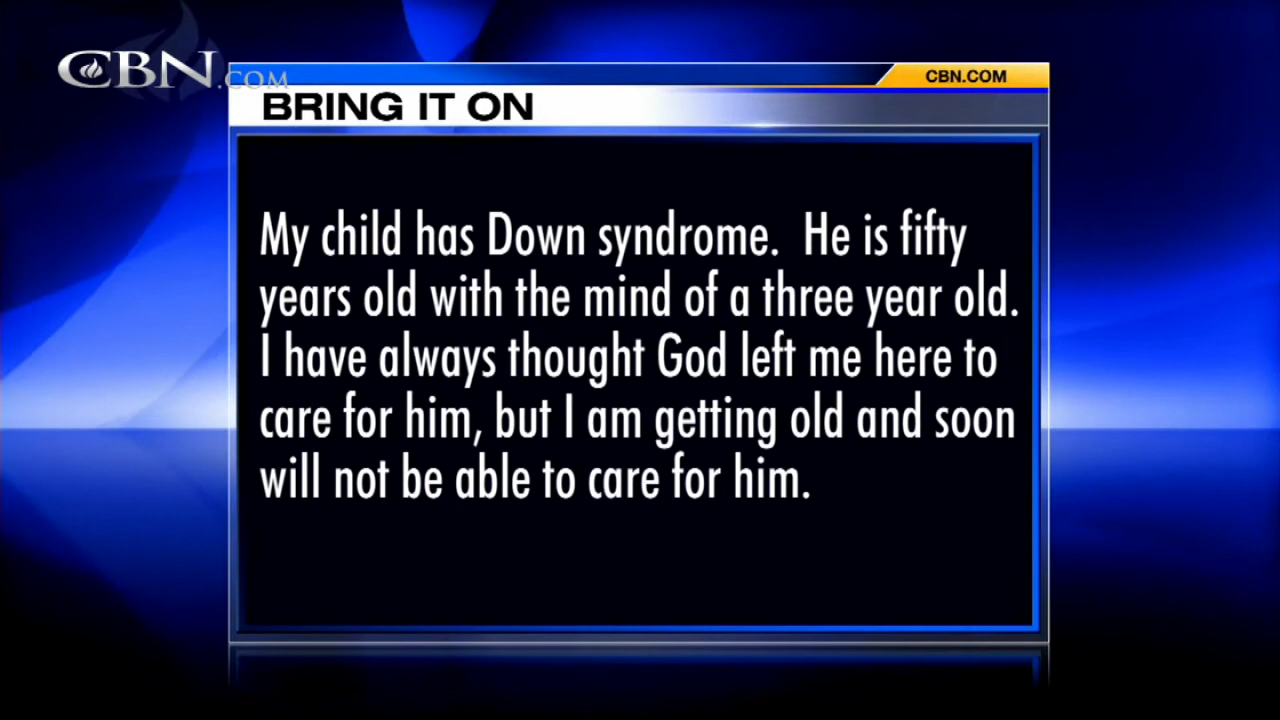 CBN.COM
CBN.COM
BRING IT ON
My child has Down syndrome. He is fifty
years old with the mind of a three year old.
I have always thought God left me here to
care for him, but I am getting old and soon
will not be able to care for him.